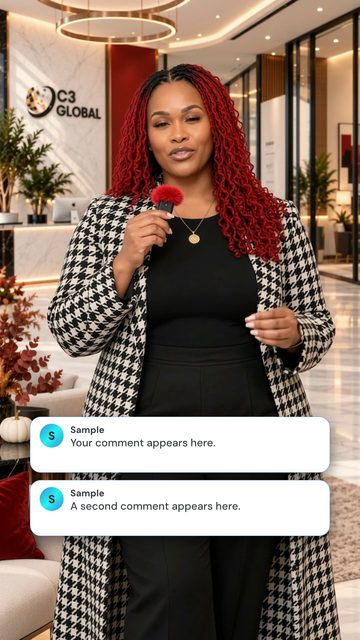 C3
GLOBAL
S
Sample
Your comment appears here.
S
Sample
A second comment appears here.